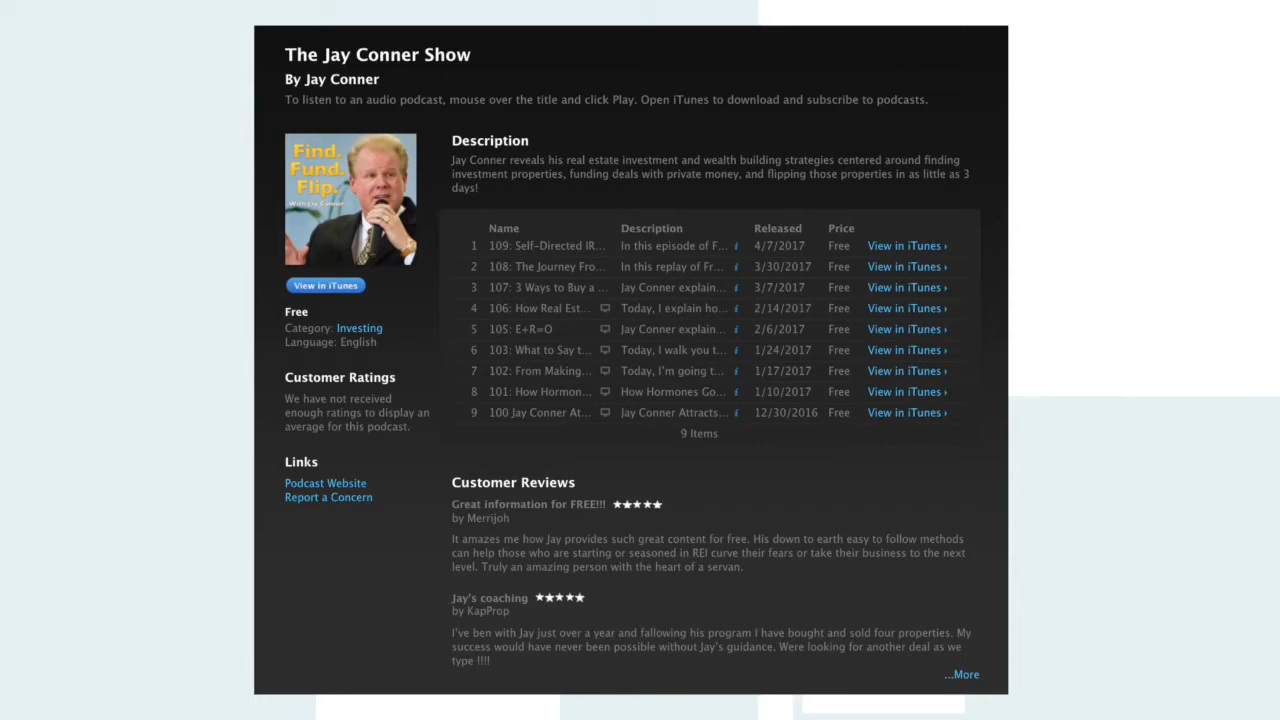 The Jay Conner Show
By Jay Conner
To listen to an audio podcast, mouse over the title and click Play. Open iTunes to download and subscribe to podcasts.
Find.
Fund.
Flip.
With Jay Conner
View in iTunes
Free
Category: Investing
Language: English
Customer Ratings
We have not received
enough ratings to display an
average for this podcast.
Links
Podcast Website
Report a Concern
Description
Jay Conner reveals his real estate investment and wealth building strategies centered around finding
investment properties, funding deals with private money, and flipping those properties in as little as 3
days!
Name Description Released Price
1 109: Self-Directed IR... In this episode of F... i 4/7/2017 Free View in iTunes ›
2 108: The Journey Fro... In this replay of Fr... i 3/30/2017 Free View in iTunes ›
3 107: 3 Ways to Buy a ... Jay Conner explain... i 3/7/2017 Free View in iTunes ›
4 106: How Real Est... Today, I explain ho... i 2/14/2017 Free View in iTunes ›
5 105: E+R=O Jay Conner explain... i 2/6/2017 Free View in iTunes ›
6 103: What to Say t... Today, I walk you t... i 1/24/2017 Free View in iTunes ›
7 102: From Making... Today, I'm going t... i 1/17/2017 Free View in iTunes ›
8 101: How Hormon... How Hormones Go... i 1/10/2017 Free View in iTunes ›
9 100 Jay Conner At... Jay Conner Attracts... i 12/30/2016 Free View in iTunes ›
9 Items
Customer Reviews
Great information for FREE!!! ★★★★★
by Merrijoh
It amazes me how Jay provides such great content for free. His down to earth easy to follow methods
can help those who are starting or seasoned in REI curve their fears or take their business to the next
level. Truly an amazing person with the heart of a servan.
Jay's coaching ★★★★★
by KapProp
I've ben with Jay just over a year and fallowing his program I have bought and sold four properties. My
success would have never been possible without Jay's guidance. Were looking for another deal as we
type !!!!
...More